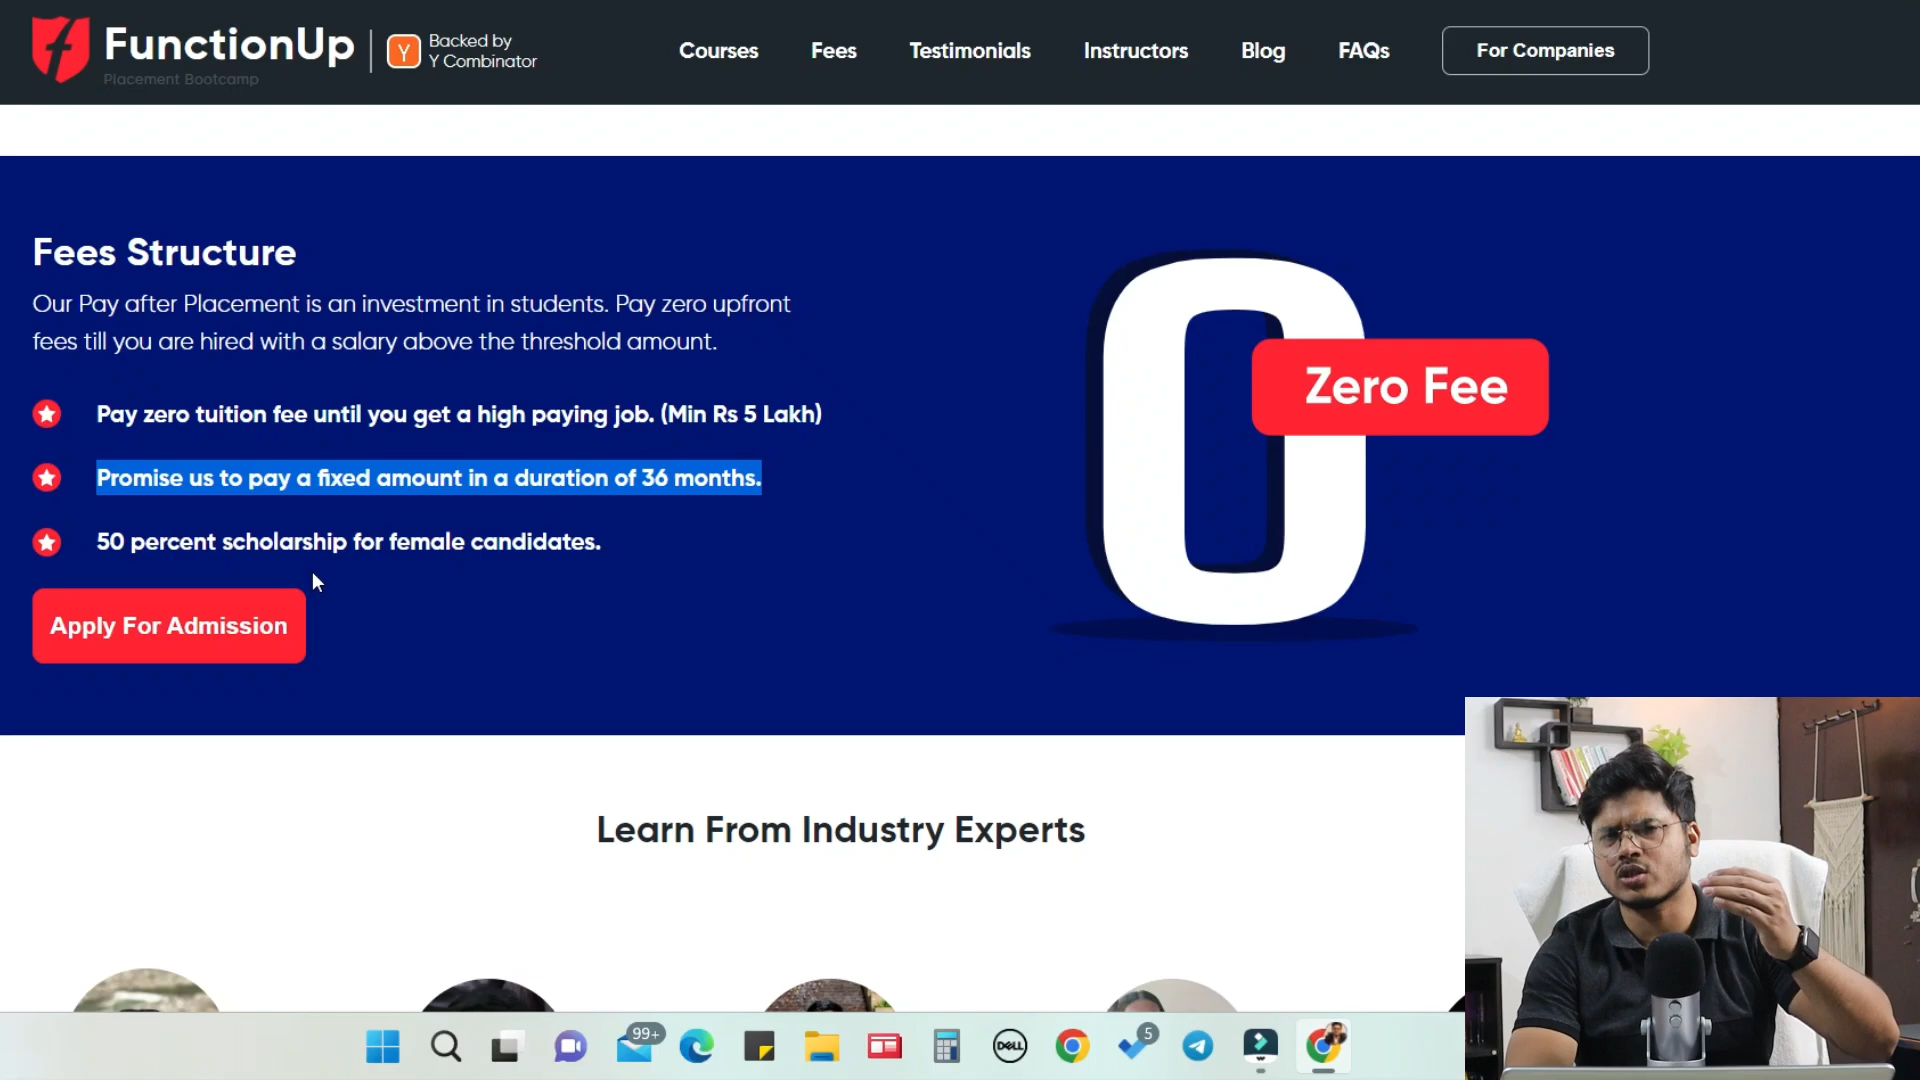 FunctionUp
Placement Bootcamp
Y
Backed by
Y Combinator
Courses
Fees
Testimonials
Instructors
Blog
FAQs
For Companies
Fees Structure
Our Pay after Placement is an investment in students. Pay zero upfront
fees till you are hired with a salary above the threshold amount.
Pay zero tuition fee until you get a high paying job. (Min Rs 5 Lakh)
Promise us to pay a fixed amount in a duration of 36 months.
50 percent scholarship for female candidates.
Apply For Admission
0
Zero Fee
Learn From Industry Experts
99+
DELL
5